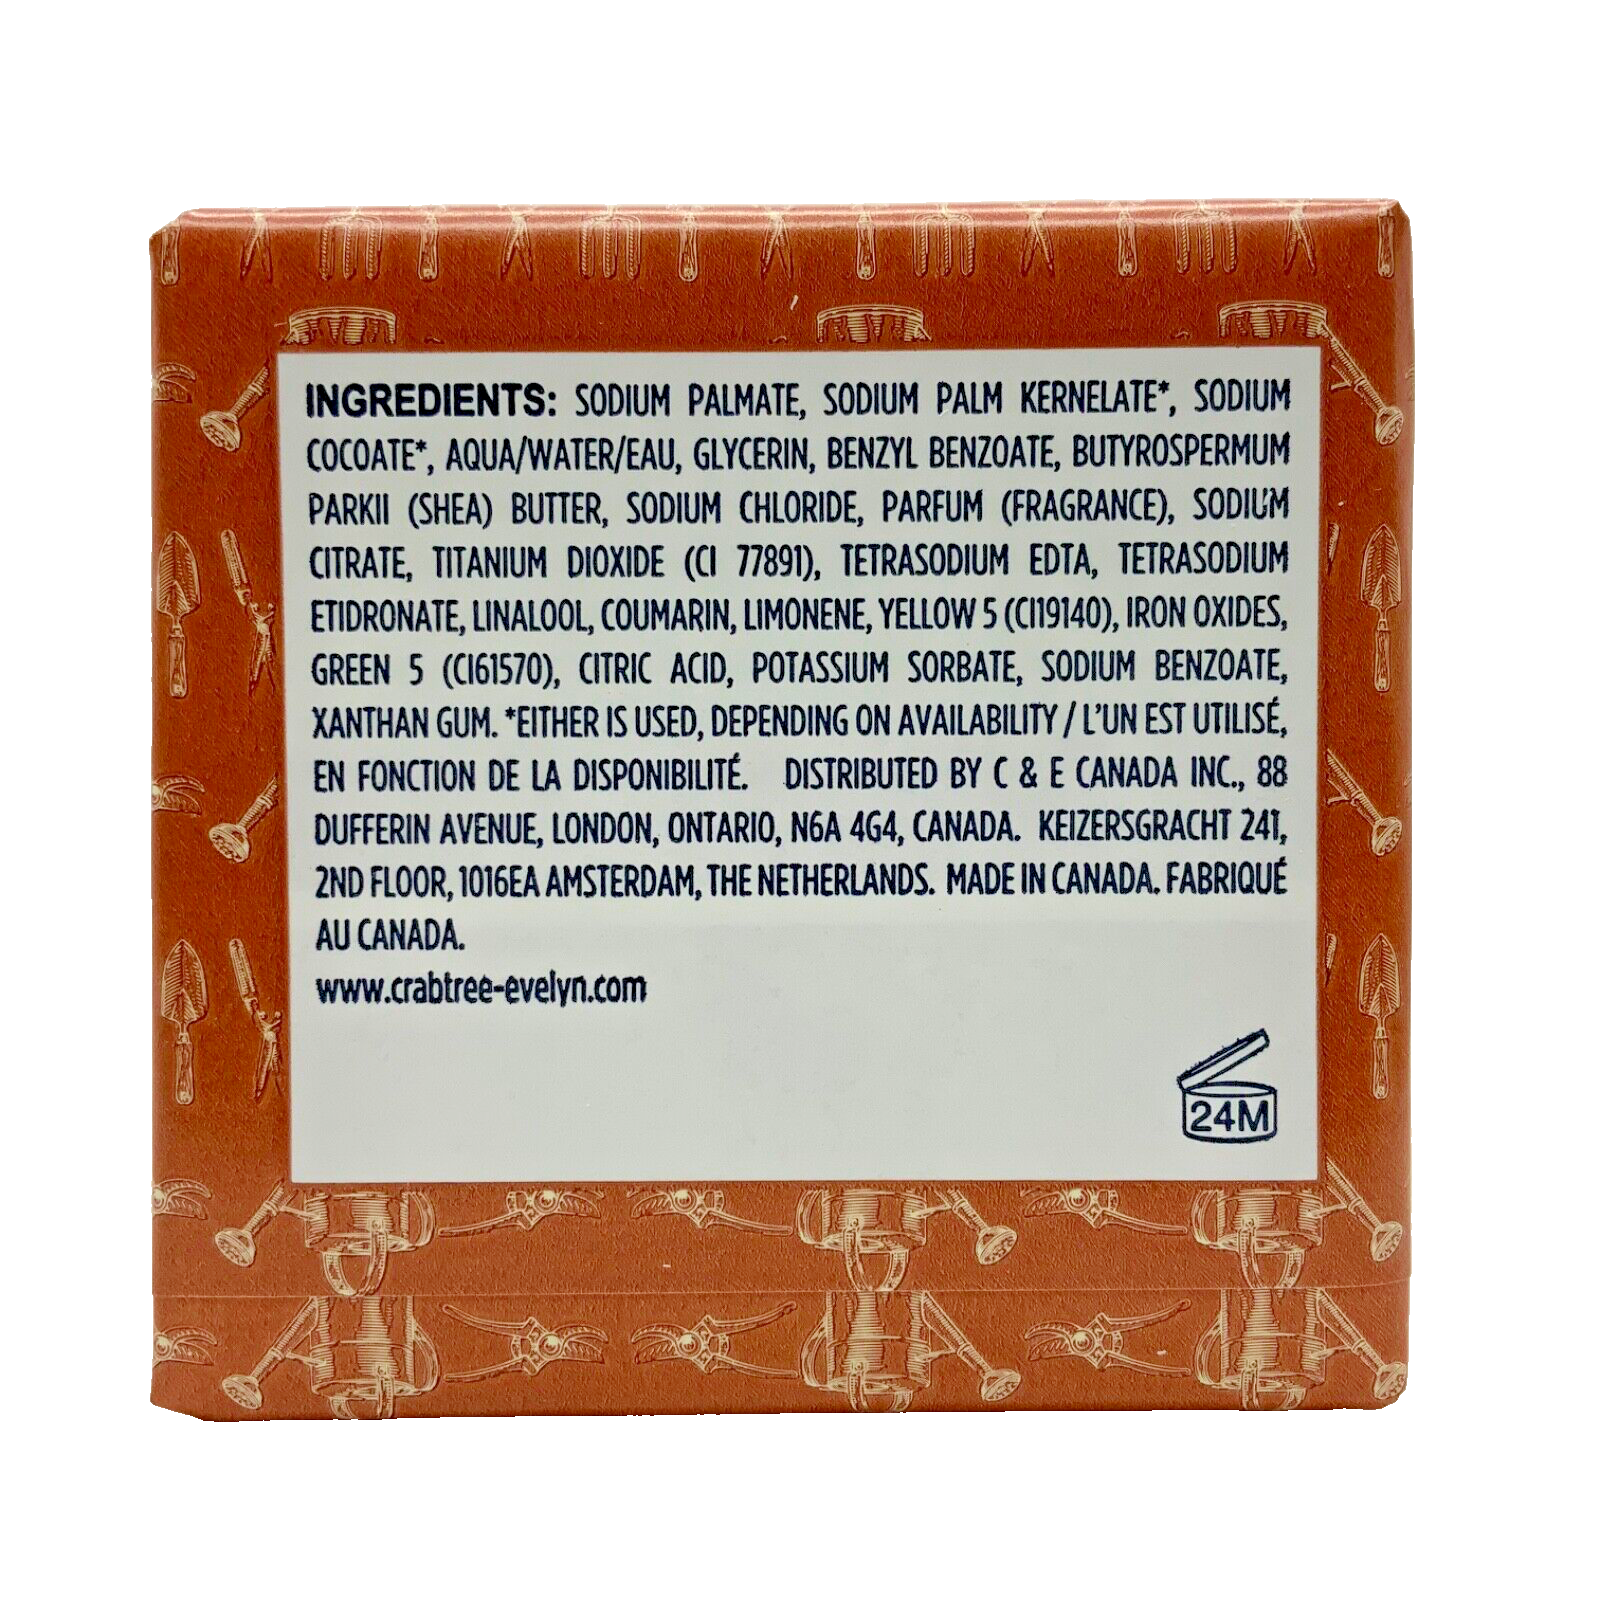 INGREDIENTS: SODIUM PALMATE, SODIUM PALM KERNELATE*, SODIUM
COCOATE*, AQUA/WATER/EAU, GLYCERIN, BENZYL BENZOATE, BUTYROSPERMUM
PARKII (SHEA) BUTTER, SODIUM CHLORIDE, PARFUM (FRAGRANCE), SODIUM
CITRATE, TITANIUM DIOXIDE (CI 77891), TETRASODIUM EDTA, TETRASODIUM
ETIDRONATE, LINALOOL, COUMARIN, LIMONENE, YELLOW 5 (CI19140), IRON OXIDES,
GREEN 5 (CI61570), CITRIC ACID, POTASSIUM SORBATE, SODIUM BENZOATE,
XANTHAN GUM. *EITHER IS USED, DEPENDING ON AVAILABILITY / L'UN EST UTILISÉ,
EN FONCTION DE LA DISPONIBILITÉ. DISTRIBUTED BY C & E CANADA INC., 88
DUFFERIN AVENUE, LONDON, ONTARIO, N6A 4G4, CANADA. KEIZERSGRACHT 241,
2ND FLOOR, 1016EA AMSTERDAM, THE NETHERLANDS. MADE IN CANADA. FABRIQUÉ
AU CANADA.
www.crabtree-evelyn.com
24M